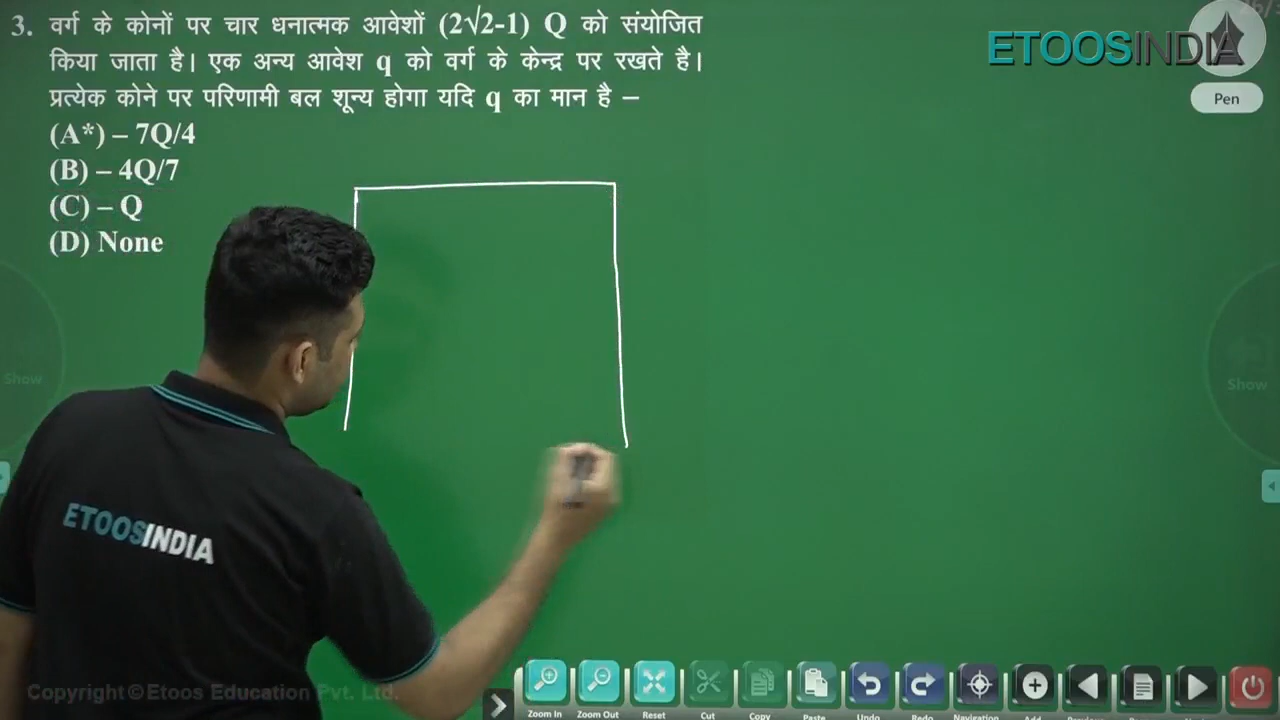 3. वर्ग के कोनों पर चार धनात्मक आवेशों (2√2-1) Q को संयोजित
किया जाता है। एक अन्य आवेश q को वर्ग के केन्द्र पर रखते है।
प्रत्येक कोने पर परिणामी बल शून्य होगा यदि q का मान है –
(A*) – 7Q/4
(B) – 4Q/7
(C) – Q
(D) None
ETOOSINDIA
Pen
Show
Show
ETOOSINDIA
Copyright © Etoos Education Pvt. Ltd.
Zoom In Zoom Out Reset Cut Copy Paste Undo Redo Navigation Add